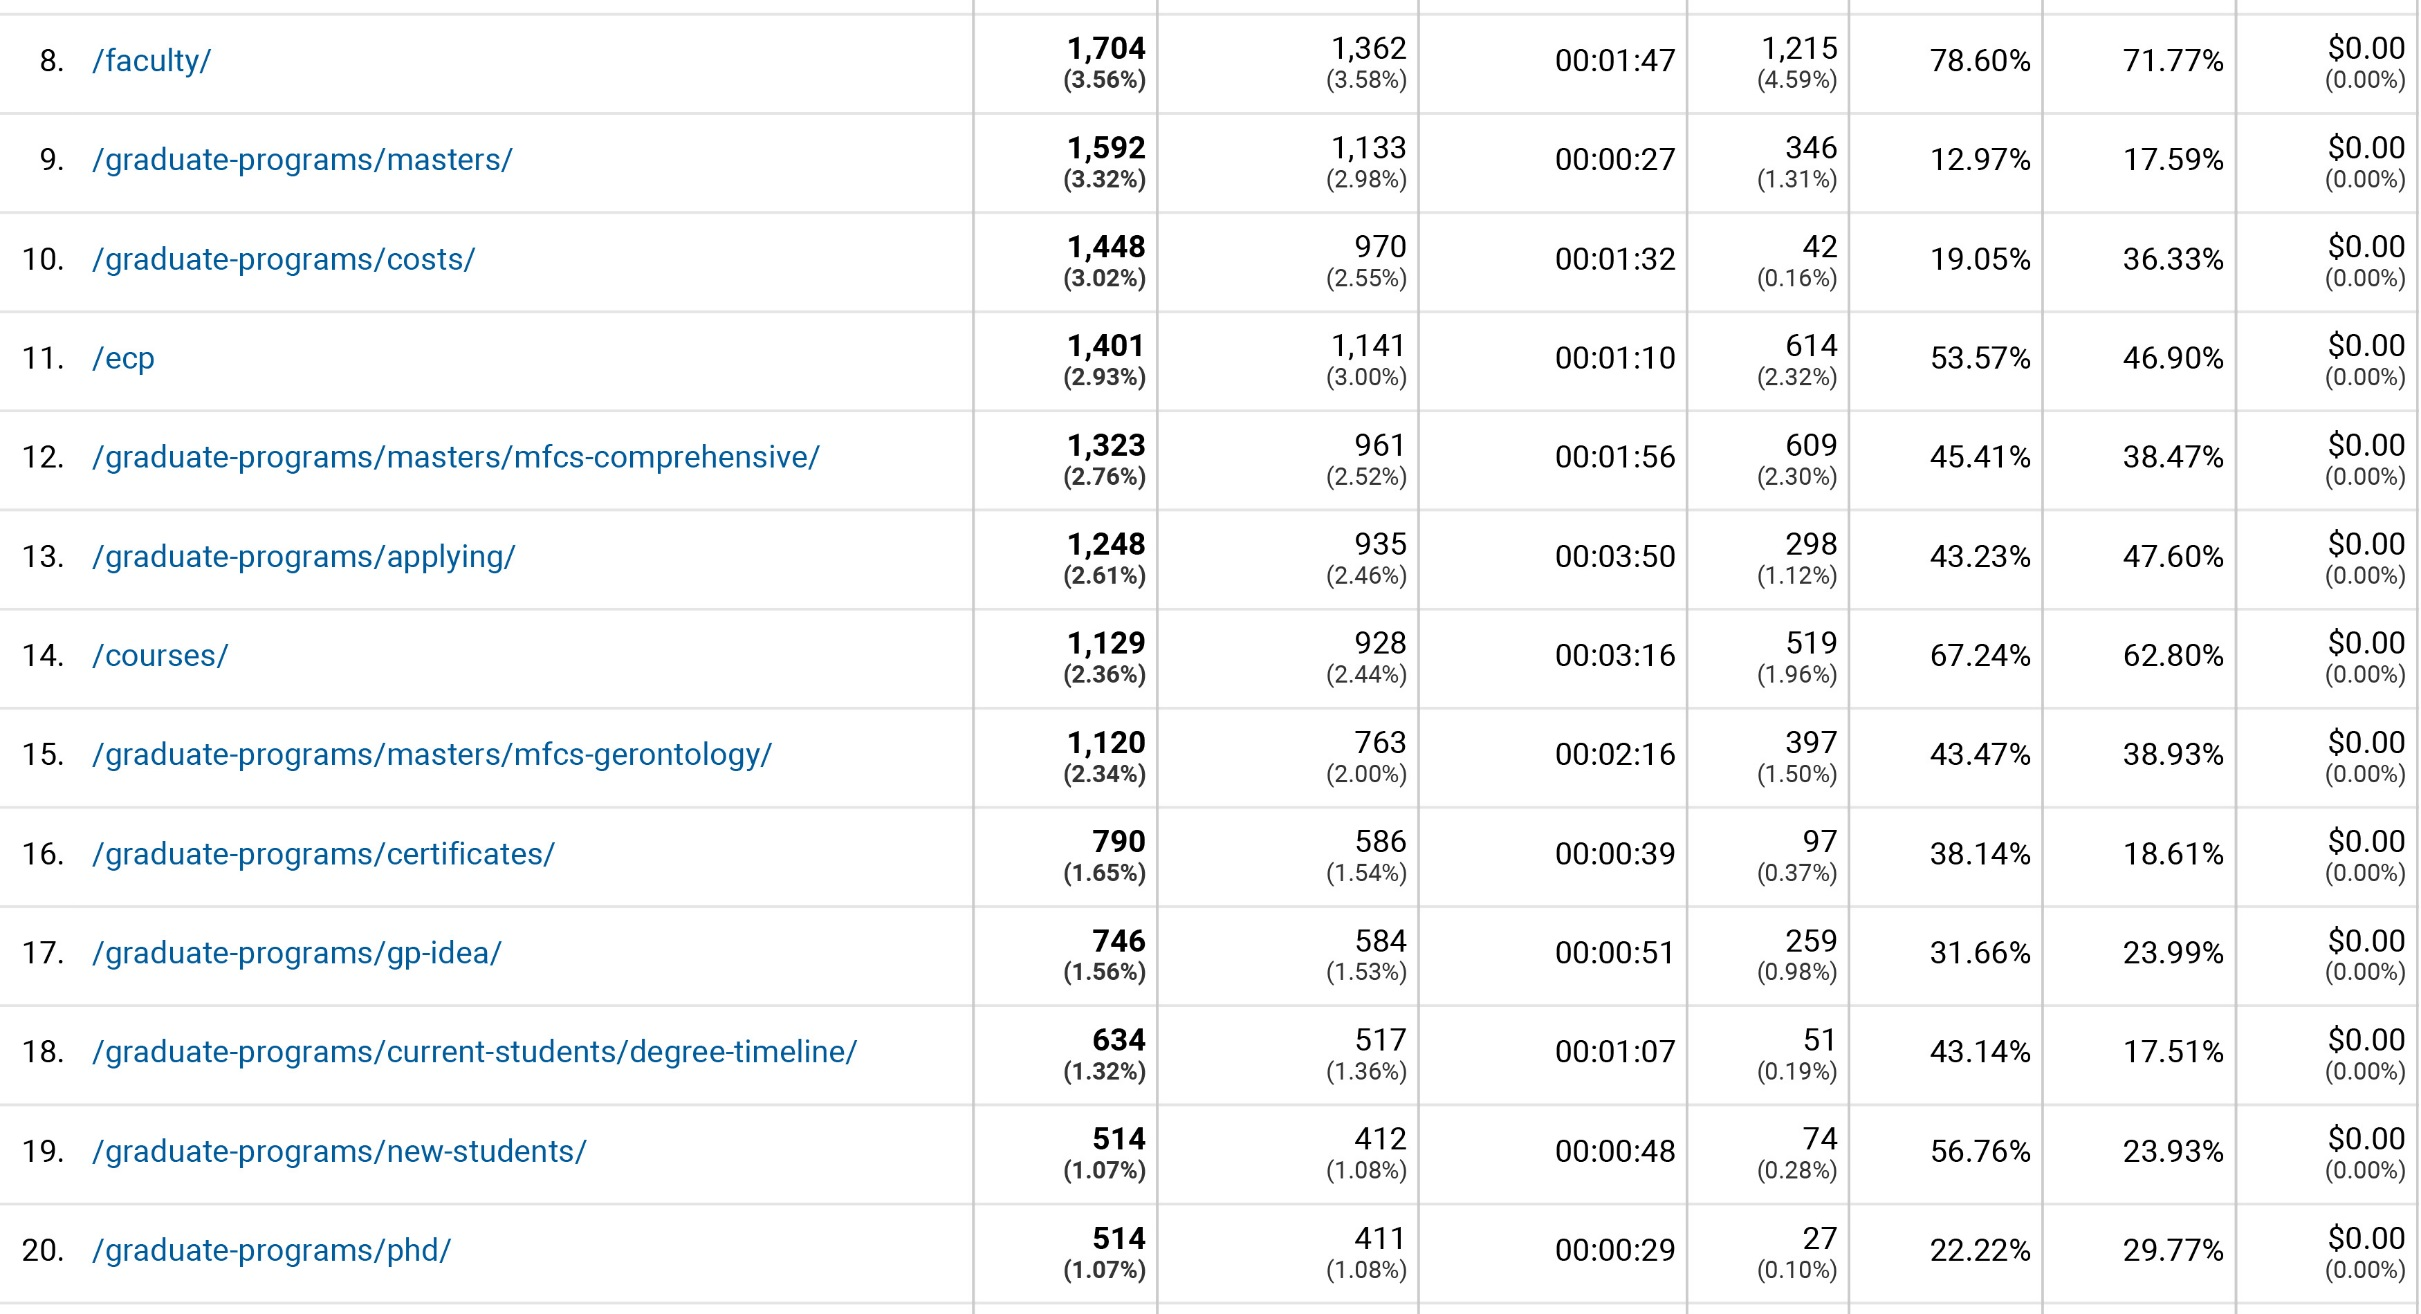 8. /faculty/ 1,704 (3.56%) 1,362 (3.58%) 00:01:47 1,215 (4.59%) 78.60% 71.77% $0.00 (0.00%)
9. /graduate-programs/masters/ 1,592 (3.32%) 1,133 (2.98%) 00:00:27 346 (1.31%) 12.97% 17.59% $0.00 (0.00%)
10. /graduate-programs/costs/ 1,448 (3.02%) 970 (2.55%) 00:01:32 42 (0.16%) 19.05% 36.33% $0.00 (0.00%)
11. /ecp 1,401 (2.93%) 1,141 (3.00%) 00:01:10 614 (2.32%) 53.57% 46.90% $0.00 (0.00%)
12. /graduate-programs/masters/mfcs-comprehensive/ 1,323 (2.76%) 961 (2.52%) 00:01:56 609 (2.30%) 45.41% 38.47% $0.00 (0.00%)
13. /graduate-programs/applying/ 1,248 (2.61%) 935 (2.46%) 00:03:50 298 (1.12%) 43.23% 47.60% $0.00 (0.00%)
14. /courses/ 1,129 (2.36%) 928 (2.44%) 00:03:16 519 (1.96%) 67.24% 62.80% $0.00 (0.00%)
15. /graduate-programs/masters/mfcs-gerontology/ 1,120 (2.34%) 763 (2.00%) 00:02:16 397 (1.50%) 43.47% 38.93% $0.00 (0.00%)
16. /graduate-programs/certificates/ 790 (1.65%) 586 (1.54%) 00:00:39 97 (0.37%) 38.14% 18.61% $0.00 (0.00%)
17. /graduate-programs/gp-idea/ 746 (1.56%) 584 (1.53%) 00:00:51 259 (0.98%) 31.66% 23.99% $0.00 (0.00%)
18. /graduate-programs/current-students/degree-timeline/ 634 (1.32%) 517 (1.36%) 00:01:07 51 (0.19%) 43.14% 17.51% $0.00 (0.00%)
19. /graduate-programs/new-students/ 514 (1.07%) 412 (1.08%) 00:00:48 74 (0.28%) 56.76% 23.93% $0.00 (0.00%)
20. /graduate-programs/phd/ 514 (1.07%) 411 (1.08%) 00:00:29 27 (0.10%) 22.22% 29.77% $0.00 (0.00%)